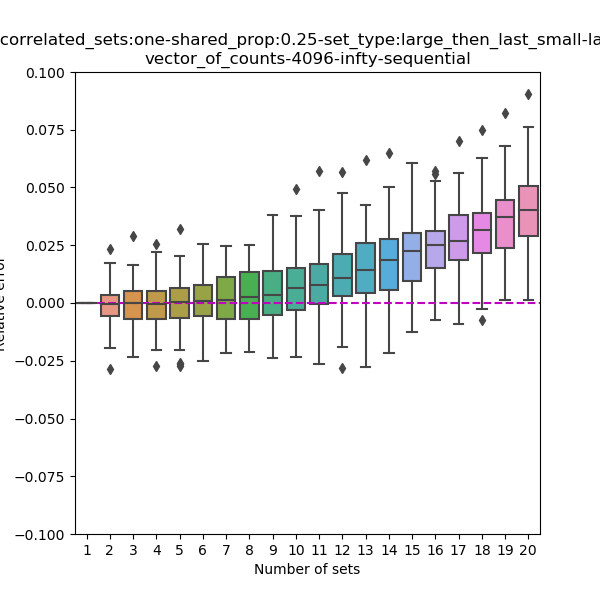 correlated_sets:one-shared_prop:0.25-set_type:large_then_last_small-la
vector_of_counts-4096-infty-sequential
0.100
0.075
0.050
0.025
0.000
−0.025
−0.050
−0.075
−0.100
Relative error
1 2 3 4 5 6 7 8 9 10 11 12 13 14 15 16 17 18 19 20
Number of sets